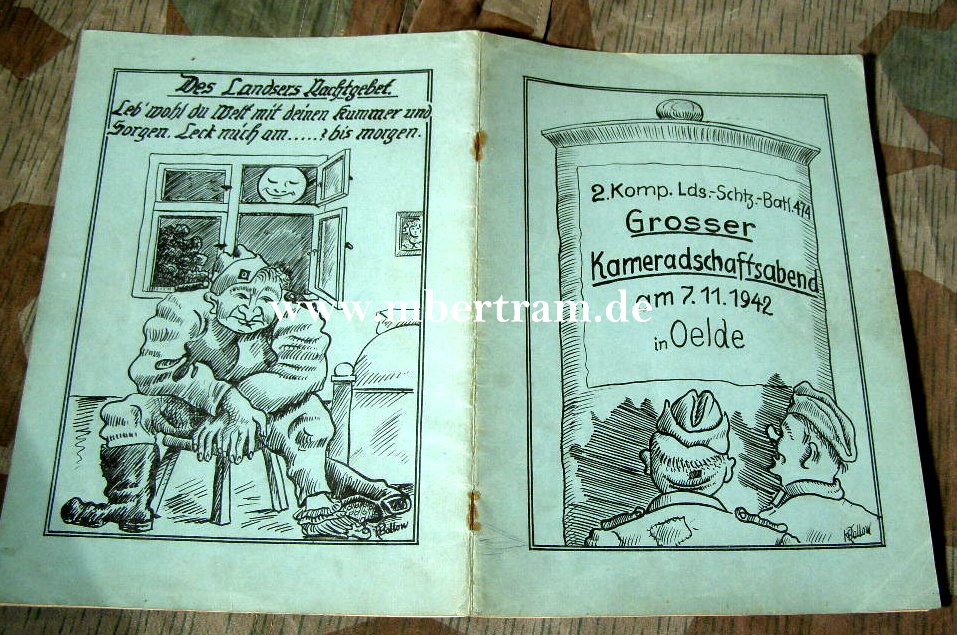 Des Landsers Nachtgebet.
Leb' wohl du Welt mit deinen Kummer und
Sorgen. Leck mich am.....: bis morgen.
2. Komp. Lds.-Schtz.-Batl. 474
Grosser
Kameradschaftsabend
am 7.11.1942
in Oelde
www.mbertram.de